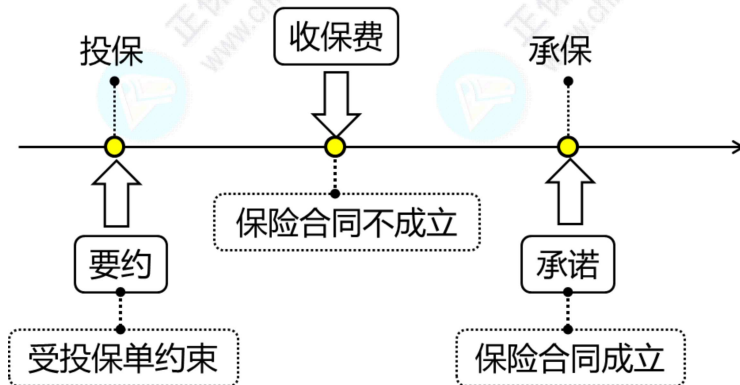 投保
收保费
承保
保险合同不成立
要约
承诺
受投保单约束
保险合同成立